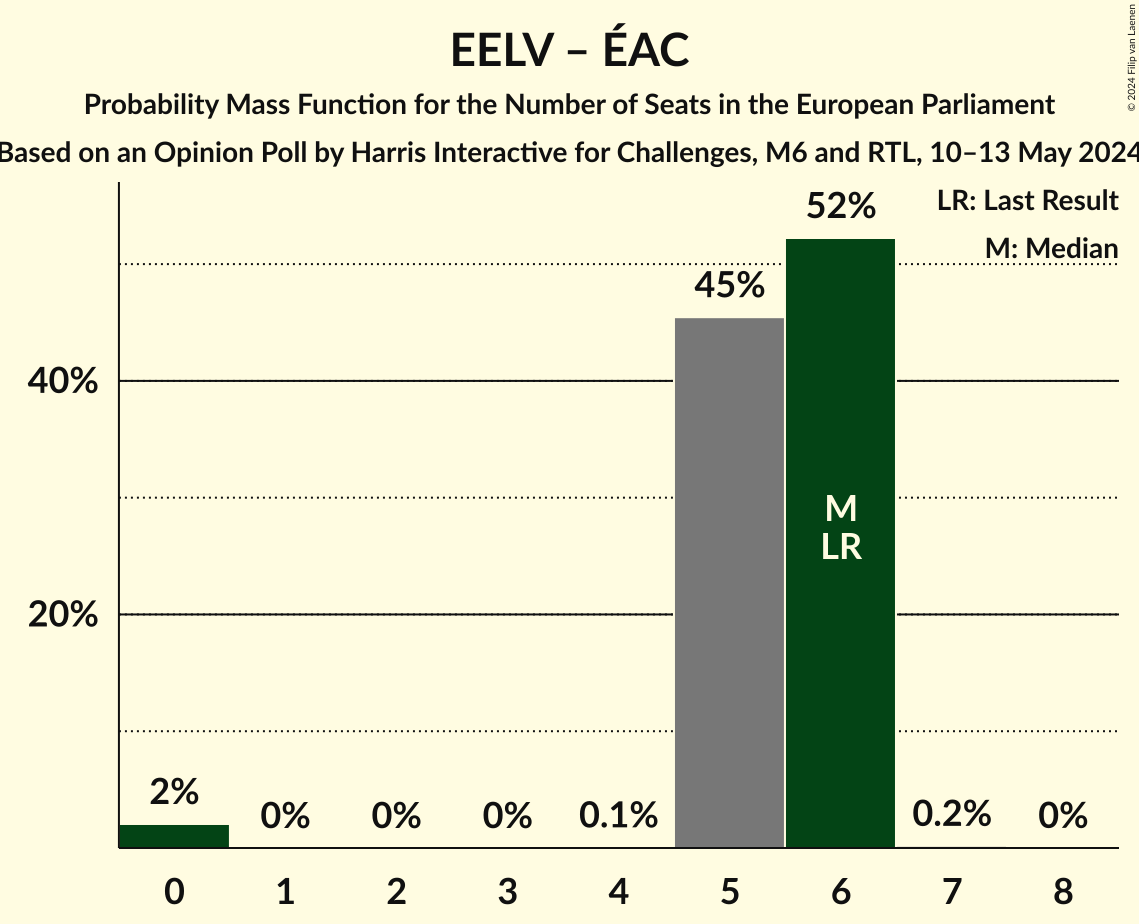 © 2024 Filip van Laenen
EELV – ÉAC
Probability Mass Function for the Number of Seats in the European Parliament
Based on an Opinion Poll by Harris Interactive for Challenges, M6 and RTL, 10–13 May 2024
LR: Last Result
M: Median
52%
45%
40%
M
LR
20%
2%
0%
0%
0%
0.1%
0.2%
0%
0
1
2
3
4
5
6
7
8